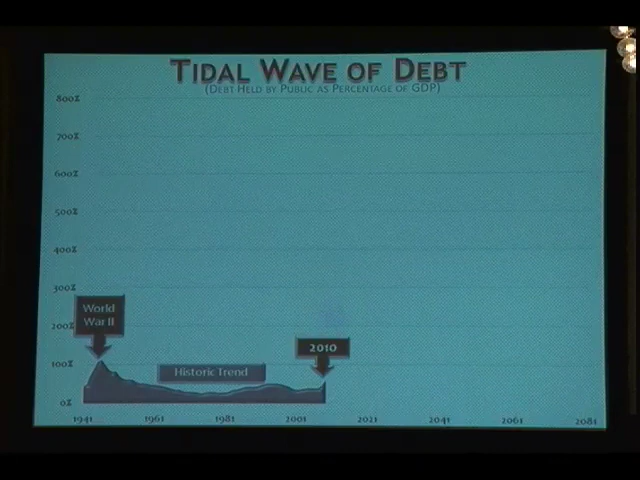 TIDAL WAVE OF DEBT
(DEBT HELD BY PUBLIC AS PERCENTAGE OF GDP)
800%
700%
600%
500%
400%
300%
World
War II
200%
2010
100%
Historic Trend
0%
1941 1961 1981 2001 2021 2041 2061 2081